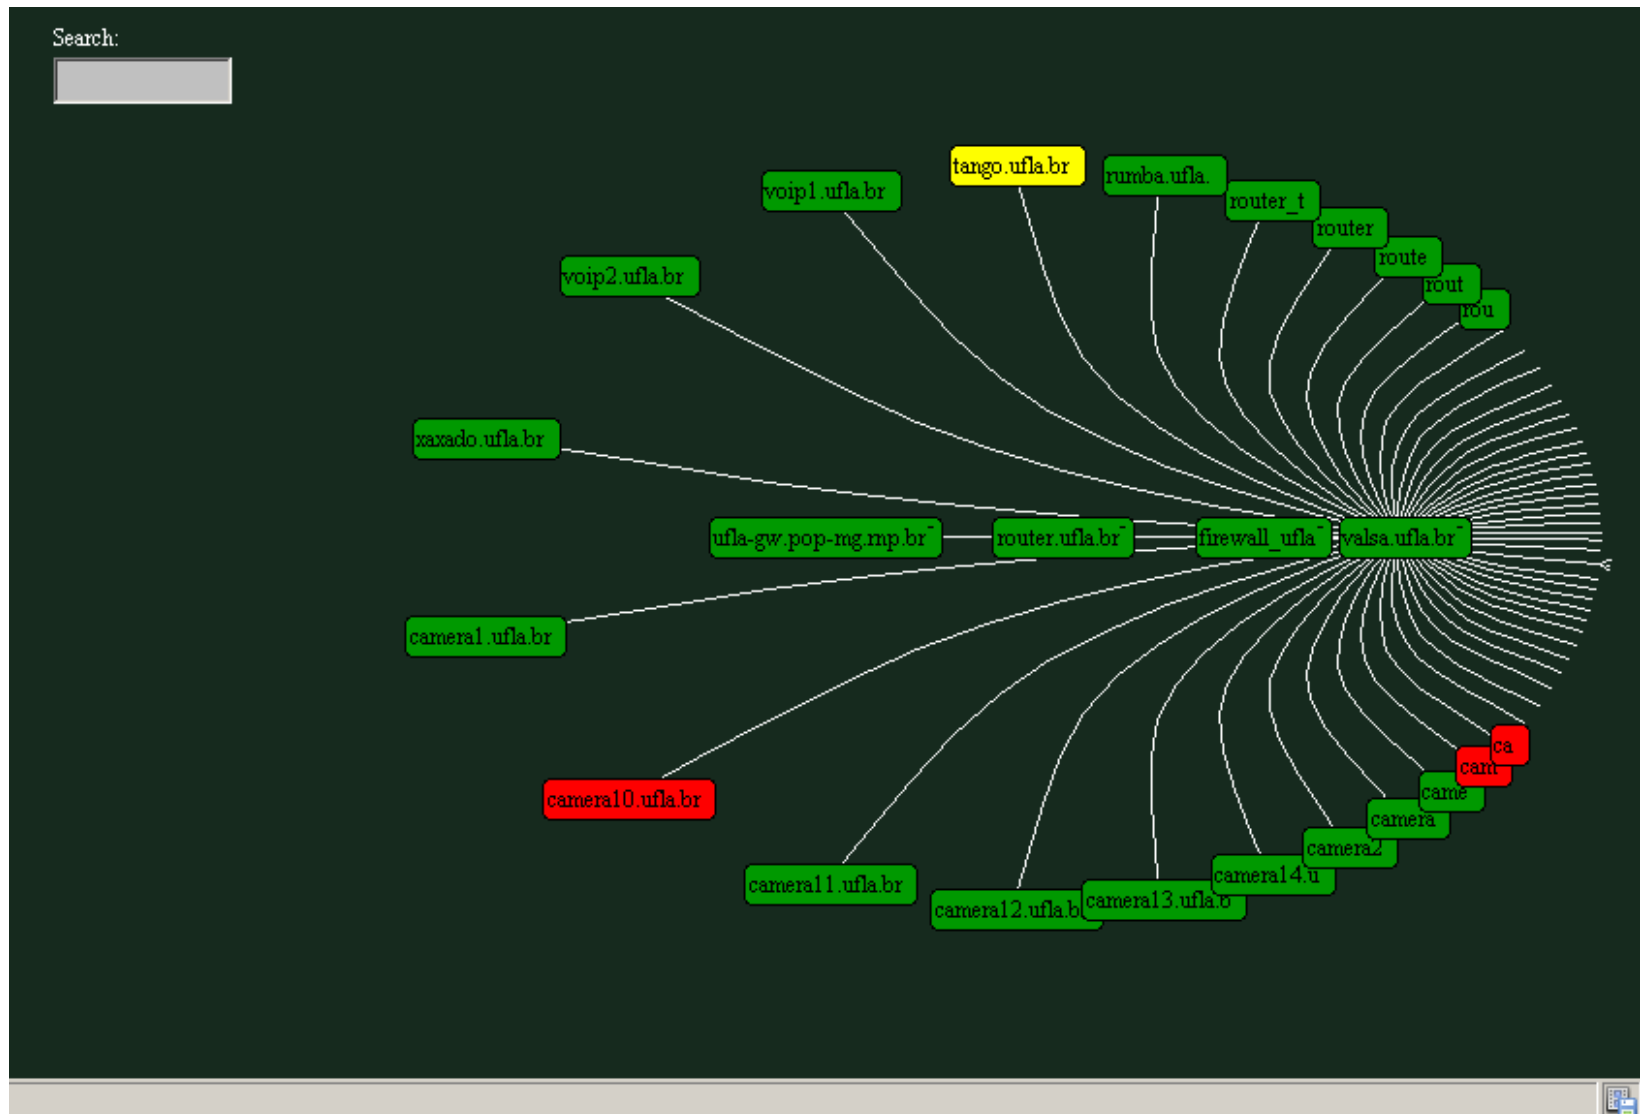 Search:
tango.ufla.br
rumba.ufla.
voip1.ufla.br
router_t
router
route
voip2.ufla.br
rout
rou
xaxado.ufla.br
ufla-gw.pop-mg.rnp.br
router.ufla.br
firewall_ufla
valsa.ufla.br
camera1.ufla.br
ca
cam
came
camera10.ufla.br
camera
camera2
camera14.u
camera11.ufla.br
camera13.ufla.b
camera12.ufla.b